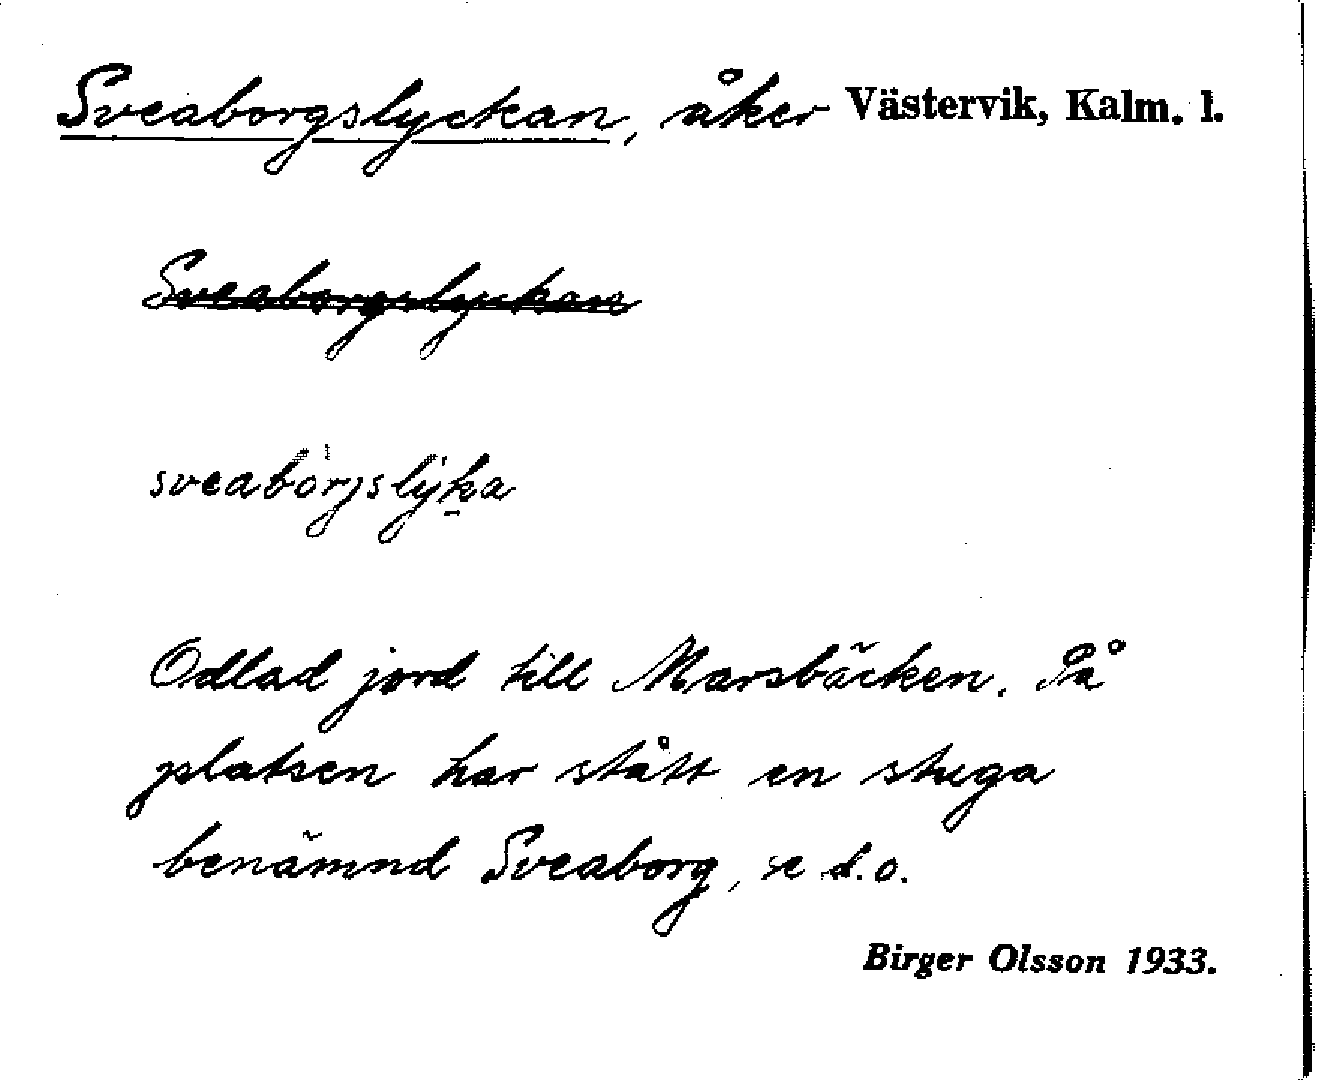 Sveaborgslyckan, åker Västervik, Kalm. l.
Sveaborgslyckan
sveabòrjslỳka
Odlad jord till Marsbäcken. På
platsen har stått en stuga
benämnd Sveaborg, se d.o.
Birger Olsson 1933.